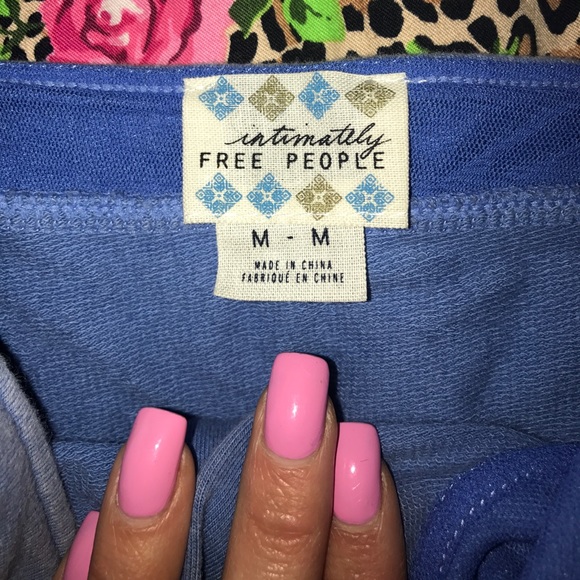 intimately
FREE PEOPLE
M - M
MADE IN CHINA
FABRIQUÉ EN CHINE